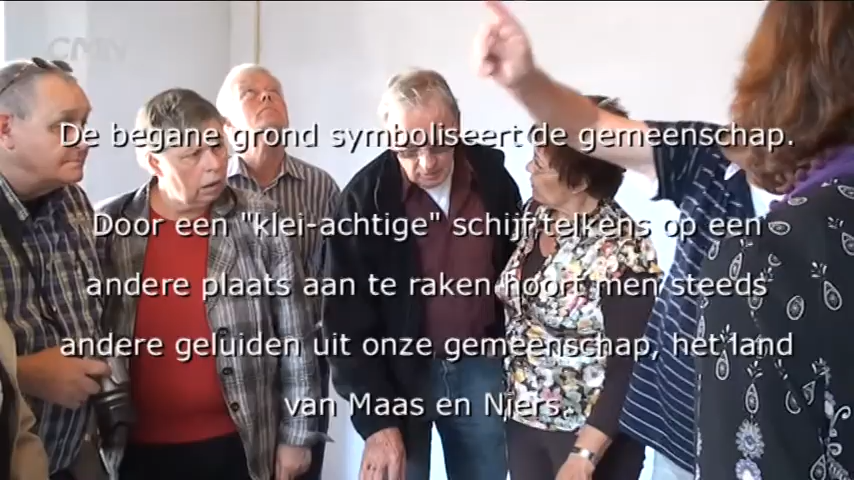 CMN
De begane grond symboliseert de gemeenschap.
Door een "klei-achtige" schijf telkens op een
andere plaats aan te raken hoort men steeds
andere geluiden uit onze gemeenschap, het land
van Maas en Niers.